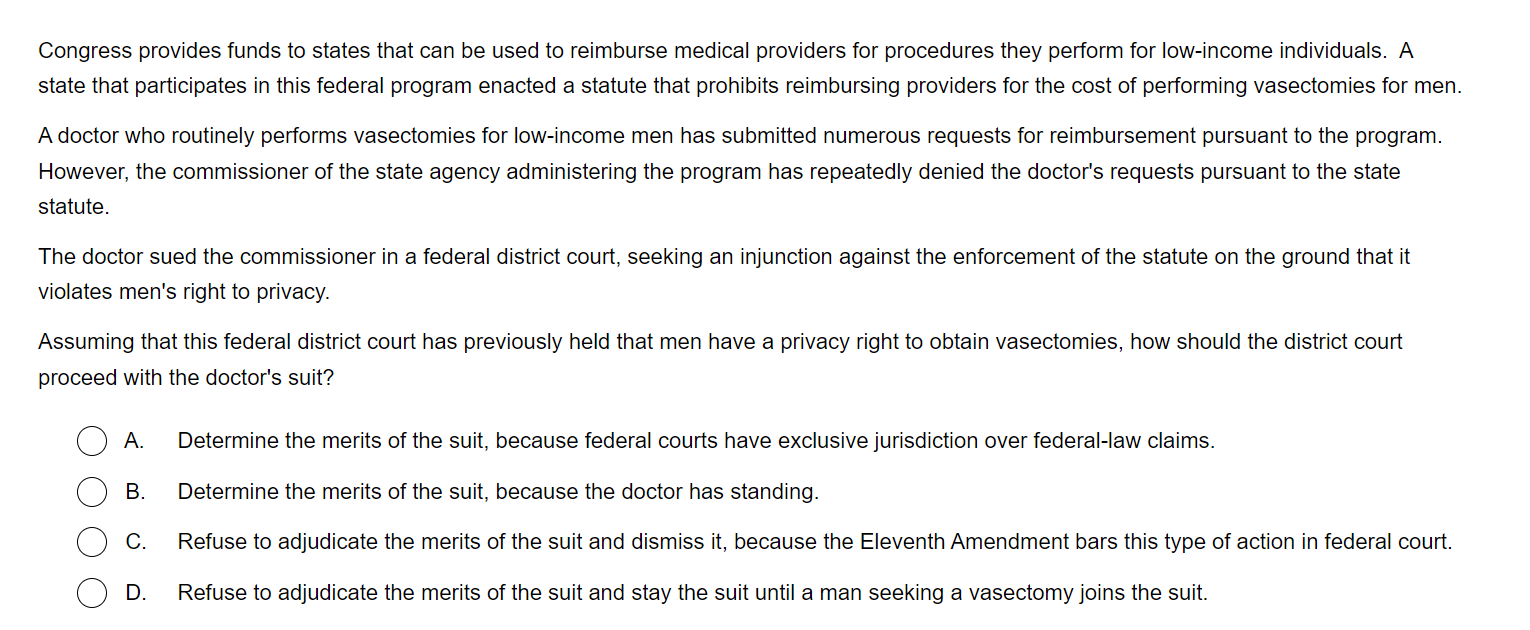 Congress provides funds to states that can be used to reimburse medical providers for procedures they perform for low-income individuals.  A
state that participates in this federal program enacted a statute that prohibits reimbursing providers for the cost of performing vasectomies for men.
A doctor who routinely performs vasectomies for low-income men has submitted numerous requests for reimbursement pursuant to the program.
However, the commissioner of the state agency administering the program has repeatedly denied the doctor's requests pursuant to the state
statute.
The doctor sued the commissioner in a federal district court, seeking an injunction against the enforcement of the statute on the ground that it
violates men's right to privacy.
Assuming that this federal district court has previously held that men have a privacy right to obtain vasectomies, how should the district court
proceed with the doctor's suit?
A. Determine the merits of the suit, because federal courts have exclusive jurisdiction over federal-law claims.
B. Determine the merits of the suit, because the doctor has standing.
C. Refuse to adjudicate the merits of the suit and dismiss it, because the Eleventh Amendment bars this type of action in federal court.
D. Refuse to adjudicate the merits of the suit and stay the suit until a man seeking a vasectomy joins the suit.